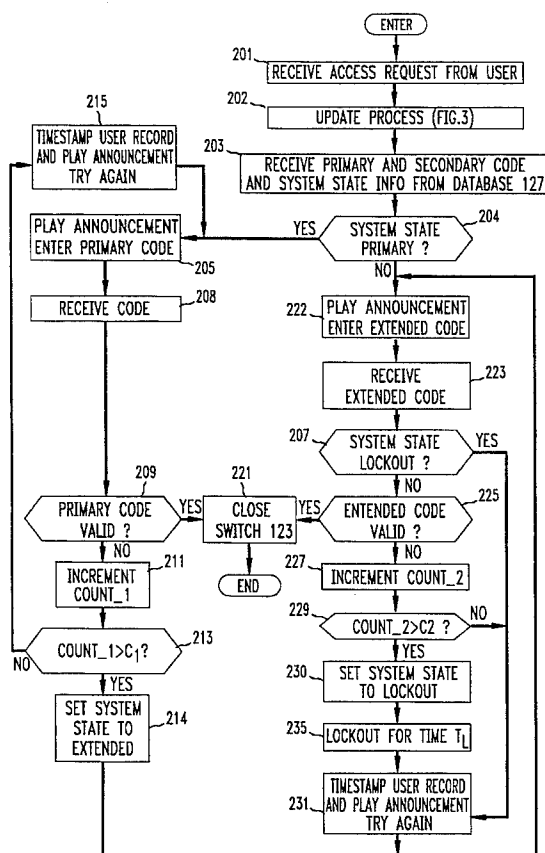 ENTER
201
RECEIVE ACCESS REQUEST FROM USER
202
UPDATE PROCESS (FIG.3)
203
RECEIVE PRIMARY AND SECONDARY CODE
AND SYSTEM STATE INFO FROM DATABASE 127
215
TIMESTAMP USER RECORD
AND PLAY ANNOUNCEMENT
TRY AGAIN
204
SYSTEM STATE
PRIMARY ?
YES
NO
PLAY ANNOUNCEMENT
ENTER PRIMARY CODE
205
208
RECEIVE CODE
222
PLAY ANNOUNCEMENT
ENTER EXTENDED CODE
223
RECEIVE
EXTENDED CODE
207
SYSTEM STATE
LOCKOUT ?
YES
NO
209
PRIMARY CODE
VALID ?
YES
NO
221
CLOSE
SWITCH 123
END
225
ENTENDED CODE
VALID ?
YES
NO
211
INCREMENT
COUNT_1
227
INCREMENT COUNT_2
213
COUNT_1>C1?
NO
YES
229
COUNT_2>C2 ?
NO
YES
214
SET SYSTEM
STATE TO
EXTENDED
230
SET SYSTEM STATE
TO LOCKOUT
235
LOCKOUT FOR TIME TL
231
TIMESTAMP USER RECORD
AND PLAY ANNOUNCEMENT
TRY AGAIN